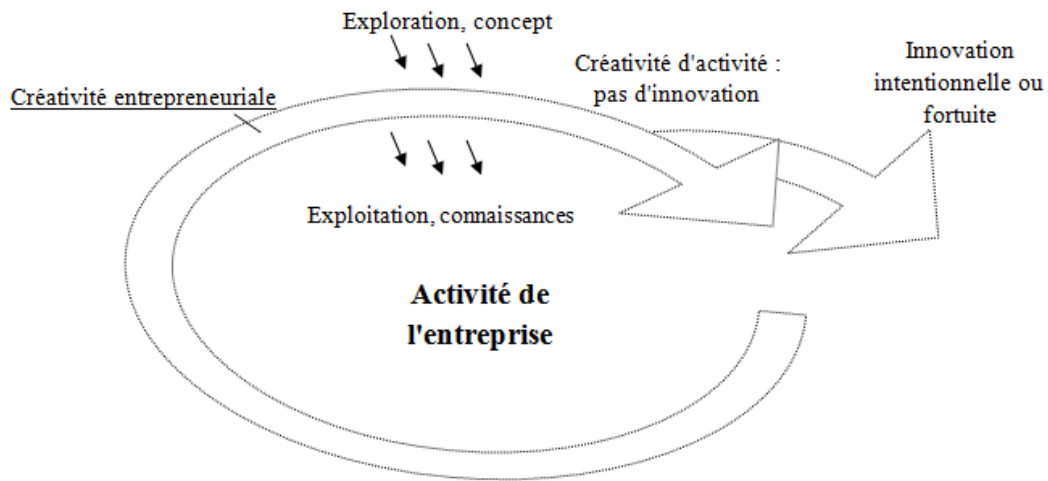 Exploration, concept
Créativité d'activité :
pas d'innovation
Innovation
intentionnelle ou
fortuite
Créativité entrepreneuriale
Exploitation, connaissances
Activité de
l'entreprise